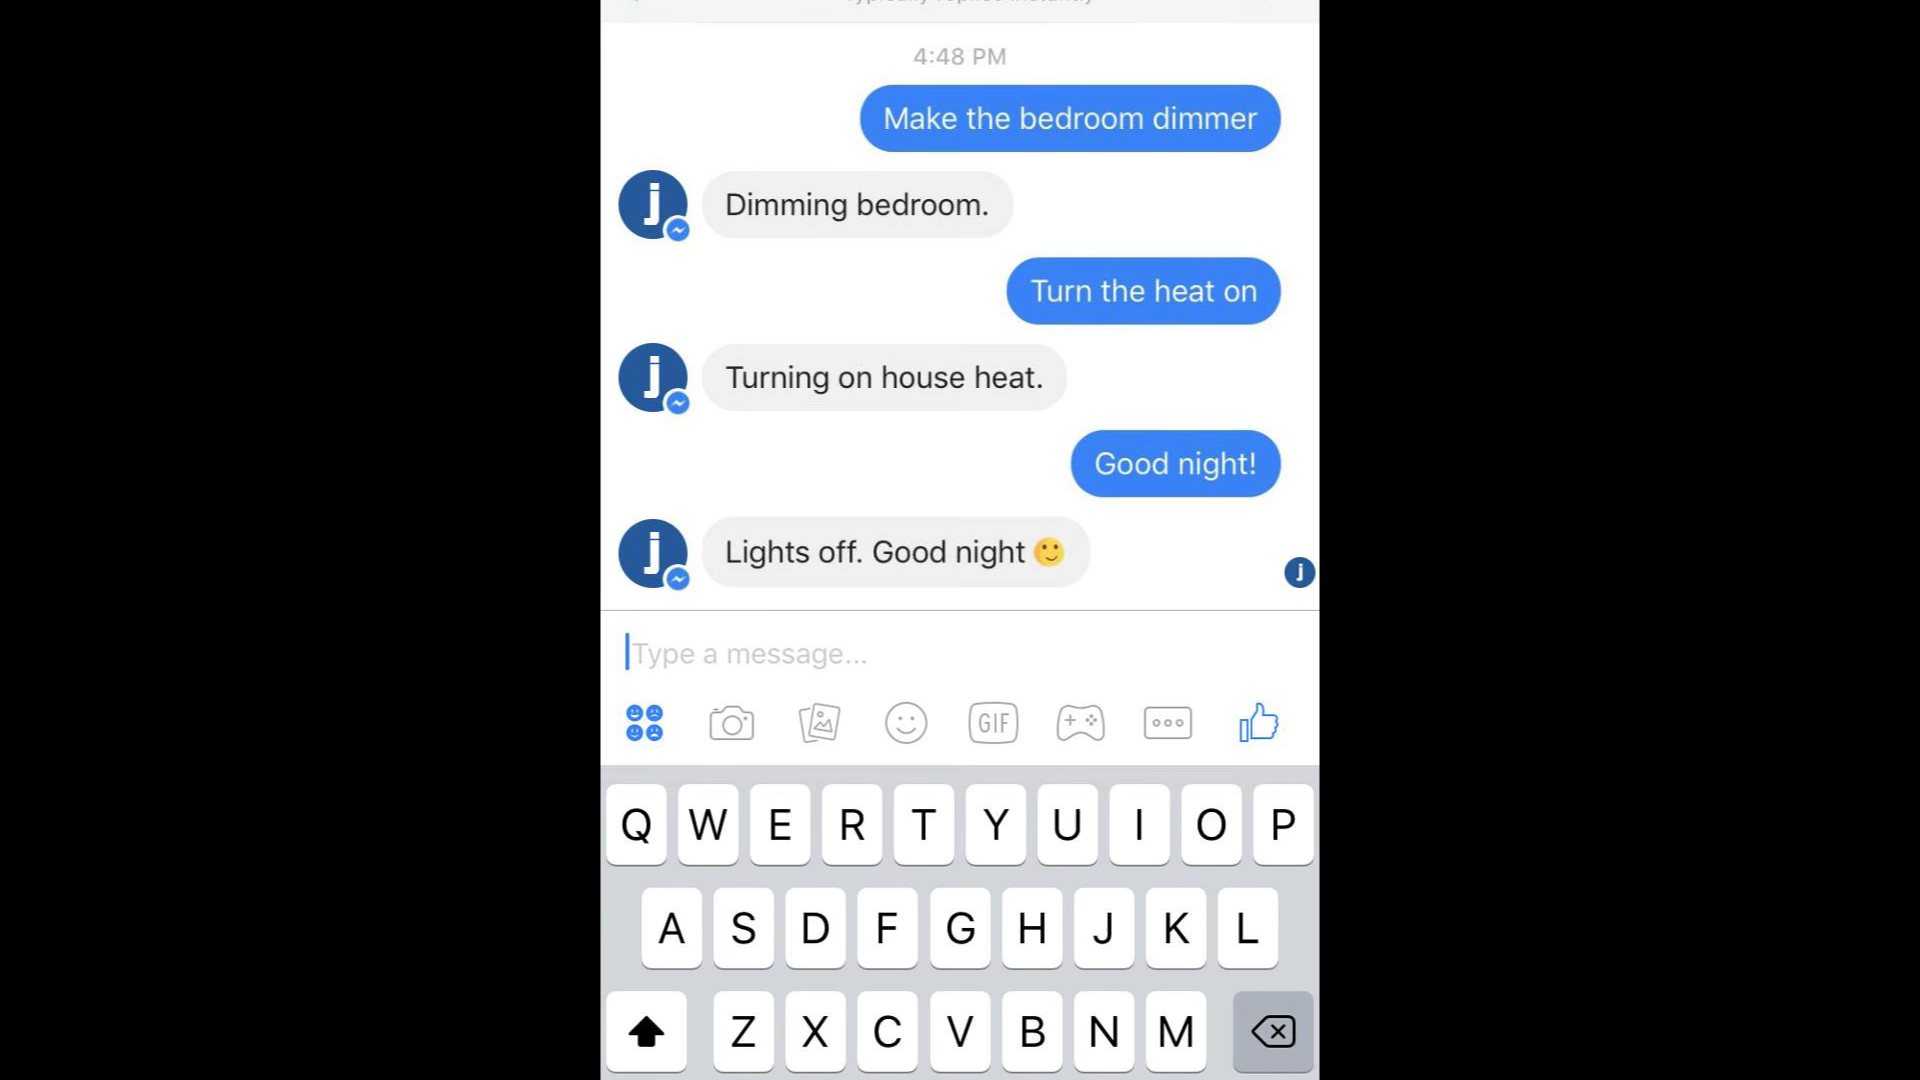 4:48 PM
Make the bedroom dimmer
j Dimming bedroom.
Turn the heat on
j Turning on house heat.
Good night!
j Lights off. Good night 🙂
j
Type a message...
GIF
Q W E R T Y U I O P
A S D F G H J K L
Z X C V B N M